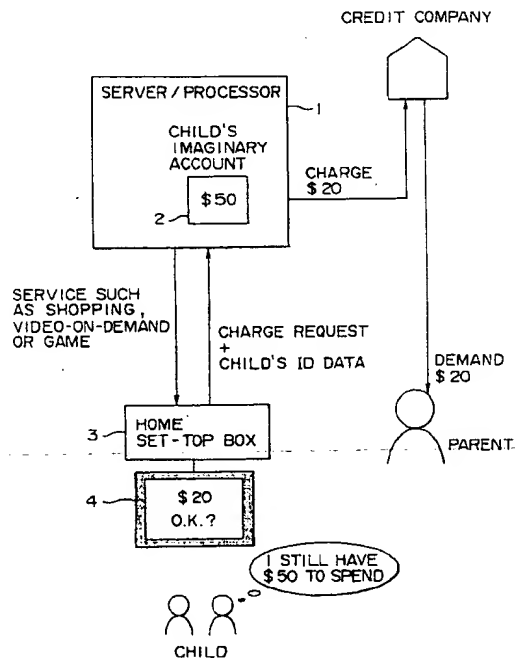 CREDIT COMPANY
SERVER/PROCESSOR
1
CHILD'S
IMAGINARY
ACCOUNT
2
$50
CHARGE
$20
SERVICE SUCH
AS SHOPPING,
VIDEO-ON-DEMAND
OR GAME
CHARGE REQUEST
+
CHILD'S ID DATA
DEMAND
$20
3
HOME
SET-TOP BOX
PARENT
4
$20
O.K.?
I STILL HAVE
$50 TO SPEND
CHILD